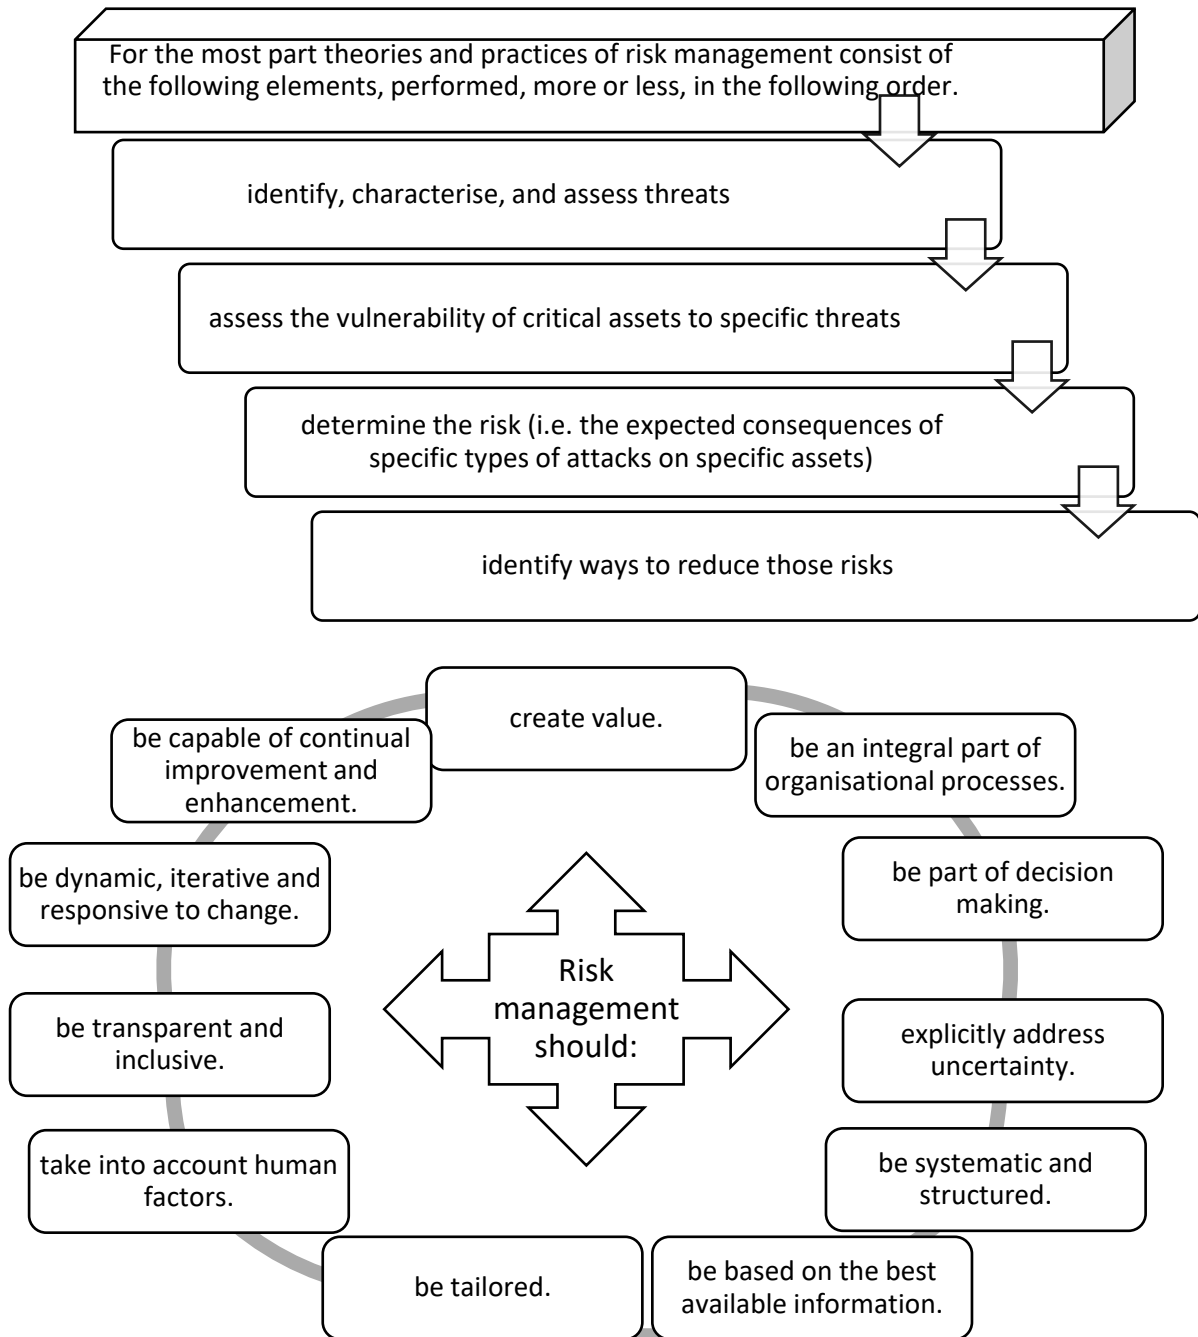 For the most part theories and practices of risk management consist of
the following elements, performed, more or less, in the following order.
identify, characterise, and assess threats
assess the vulnerability of critical assets to specific threats
determine the risk (i.e. the expected consequences of
specific types of attacks on specific assets)
identify ways to reduce those risks
create value.
be an integral part of
organisational processes.
be part of decision
making.
explicitly address
uncertainty.
be systematic and
structured.
be based on the best
available information.
be tailored.
take into account human
factors.
be transparent and
inclusive.
be dynamic, iterative and
responsive to change.
be capable of continual
improvement and
enhancement.
Risk
management
should: